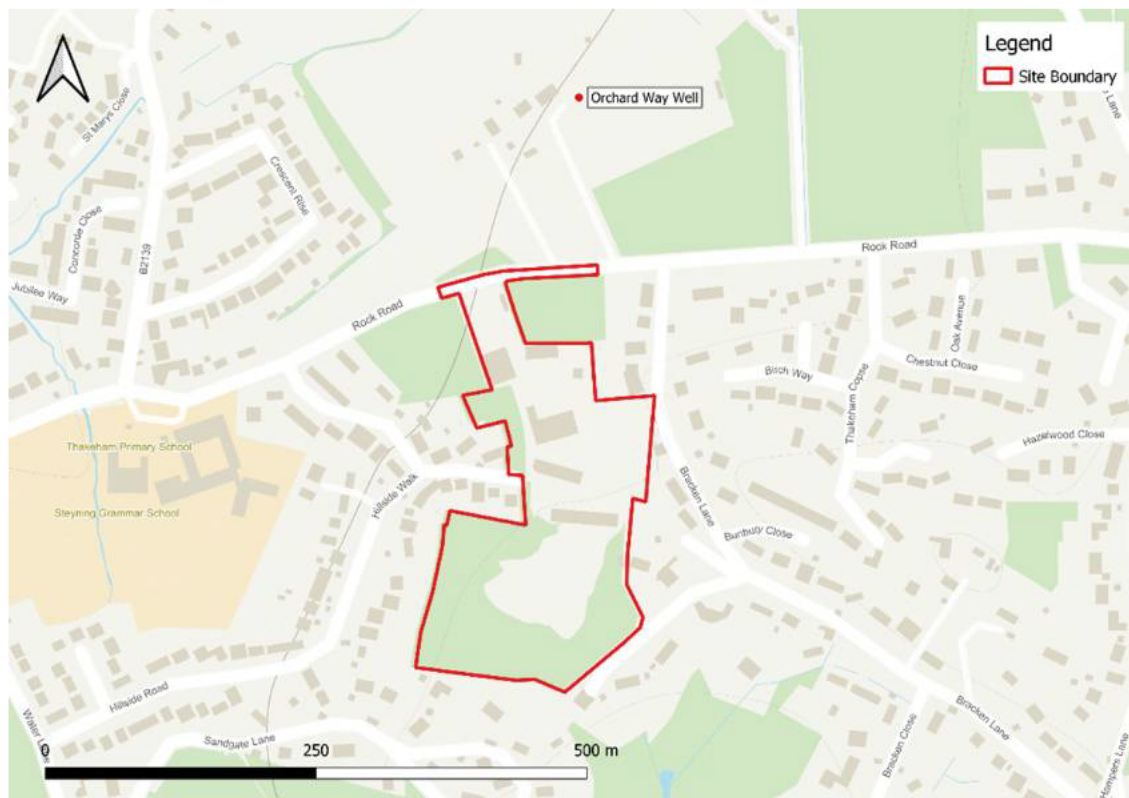 Legend
Site Boundary
Orchard Way Well
St Marys Close
Crescent Rise
Concorde Close
B2139
Jubilee Way
Rock Road
Rock Road
Oak Avenue
Chestnut Close
Birch Way
Thakeham Copse
Hazelwood Close
Thakeham Primary School
Steyning Grammar School
Hillside Walk
Bracken Lane
Bunbury Close
Hillside Road
Sandgate Lane
Bracken Lane
Bracken Close
Hampers Lane
0 250 500 m